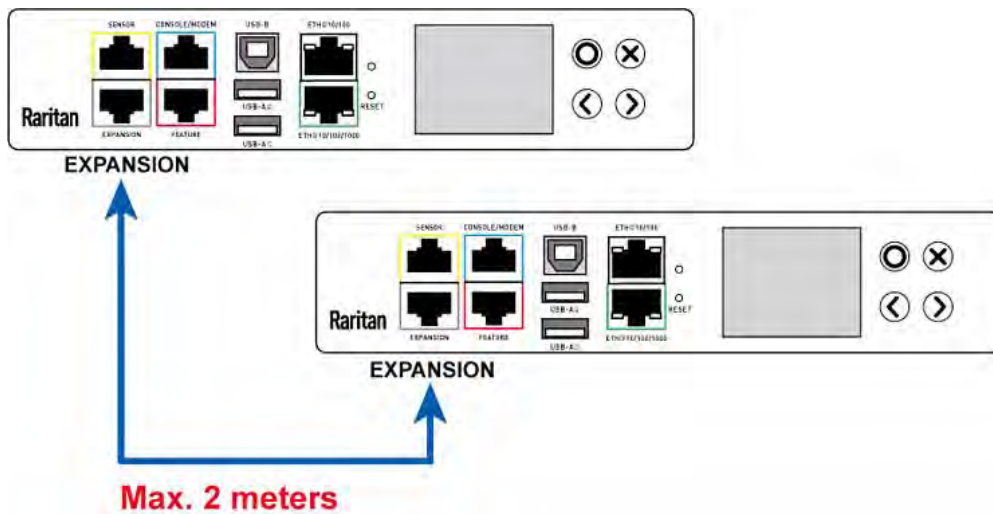 SENSOR CONSOLE/MODEM USB-B ETH 10/100
RESET
Raritan USB-A
EXPANSION FEATURE ETH 10/100/1000
USB-A
EXPANSION
SENSOR CONSOLE/MODEM USB-B ETH 10/100
RESET
Raritan USB-A
EXPANSION FEATURE ETH 10/100/1000
USB-A
EXPANSION
Max. 2 meters